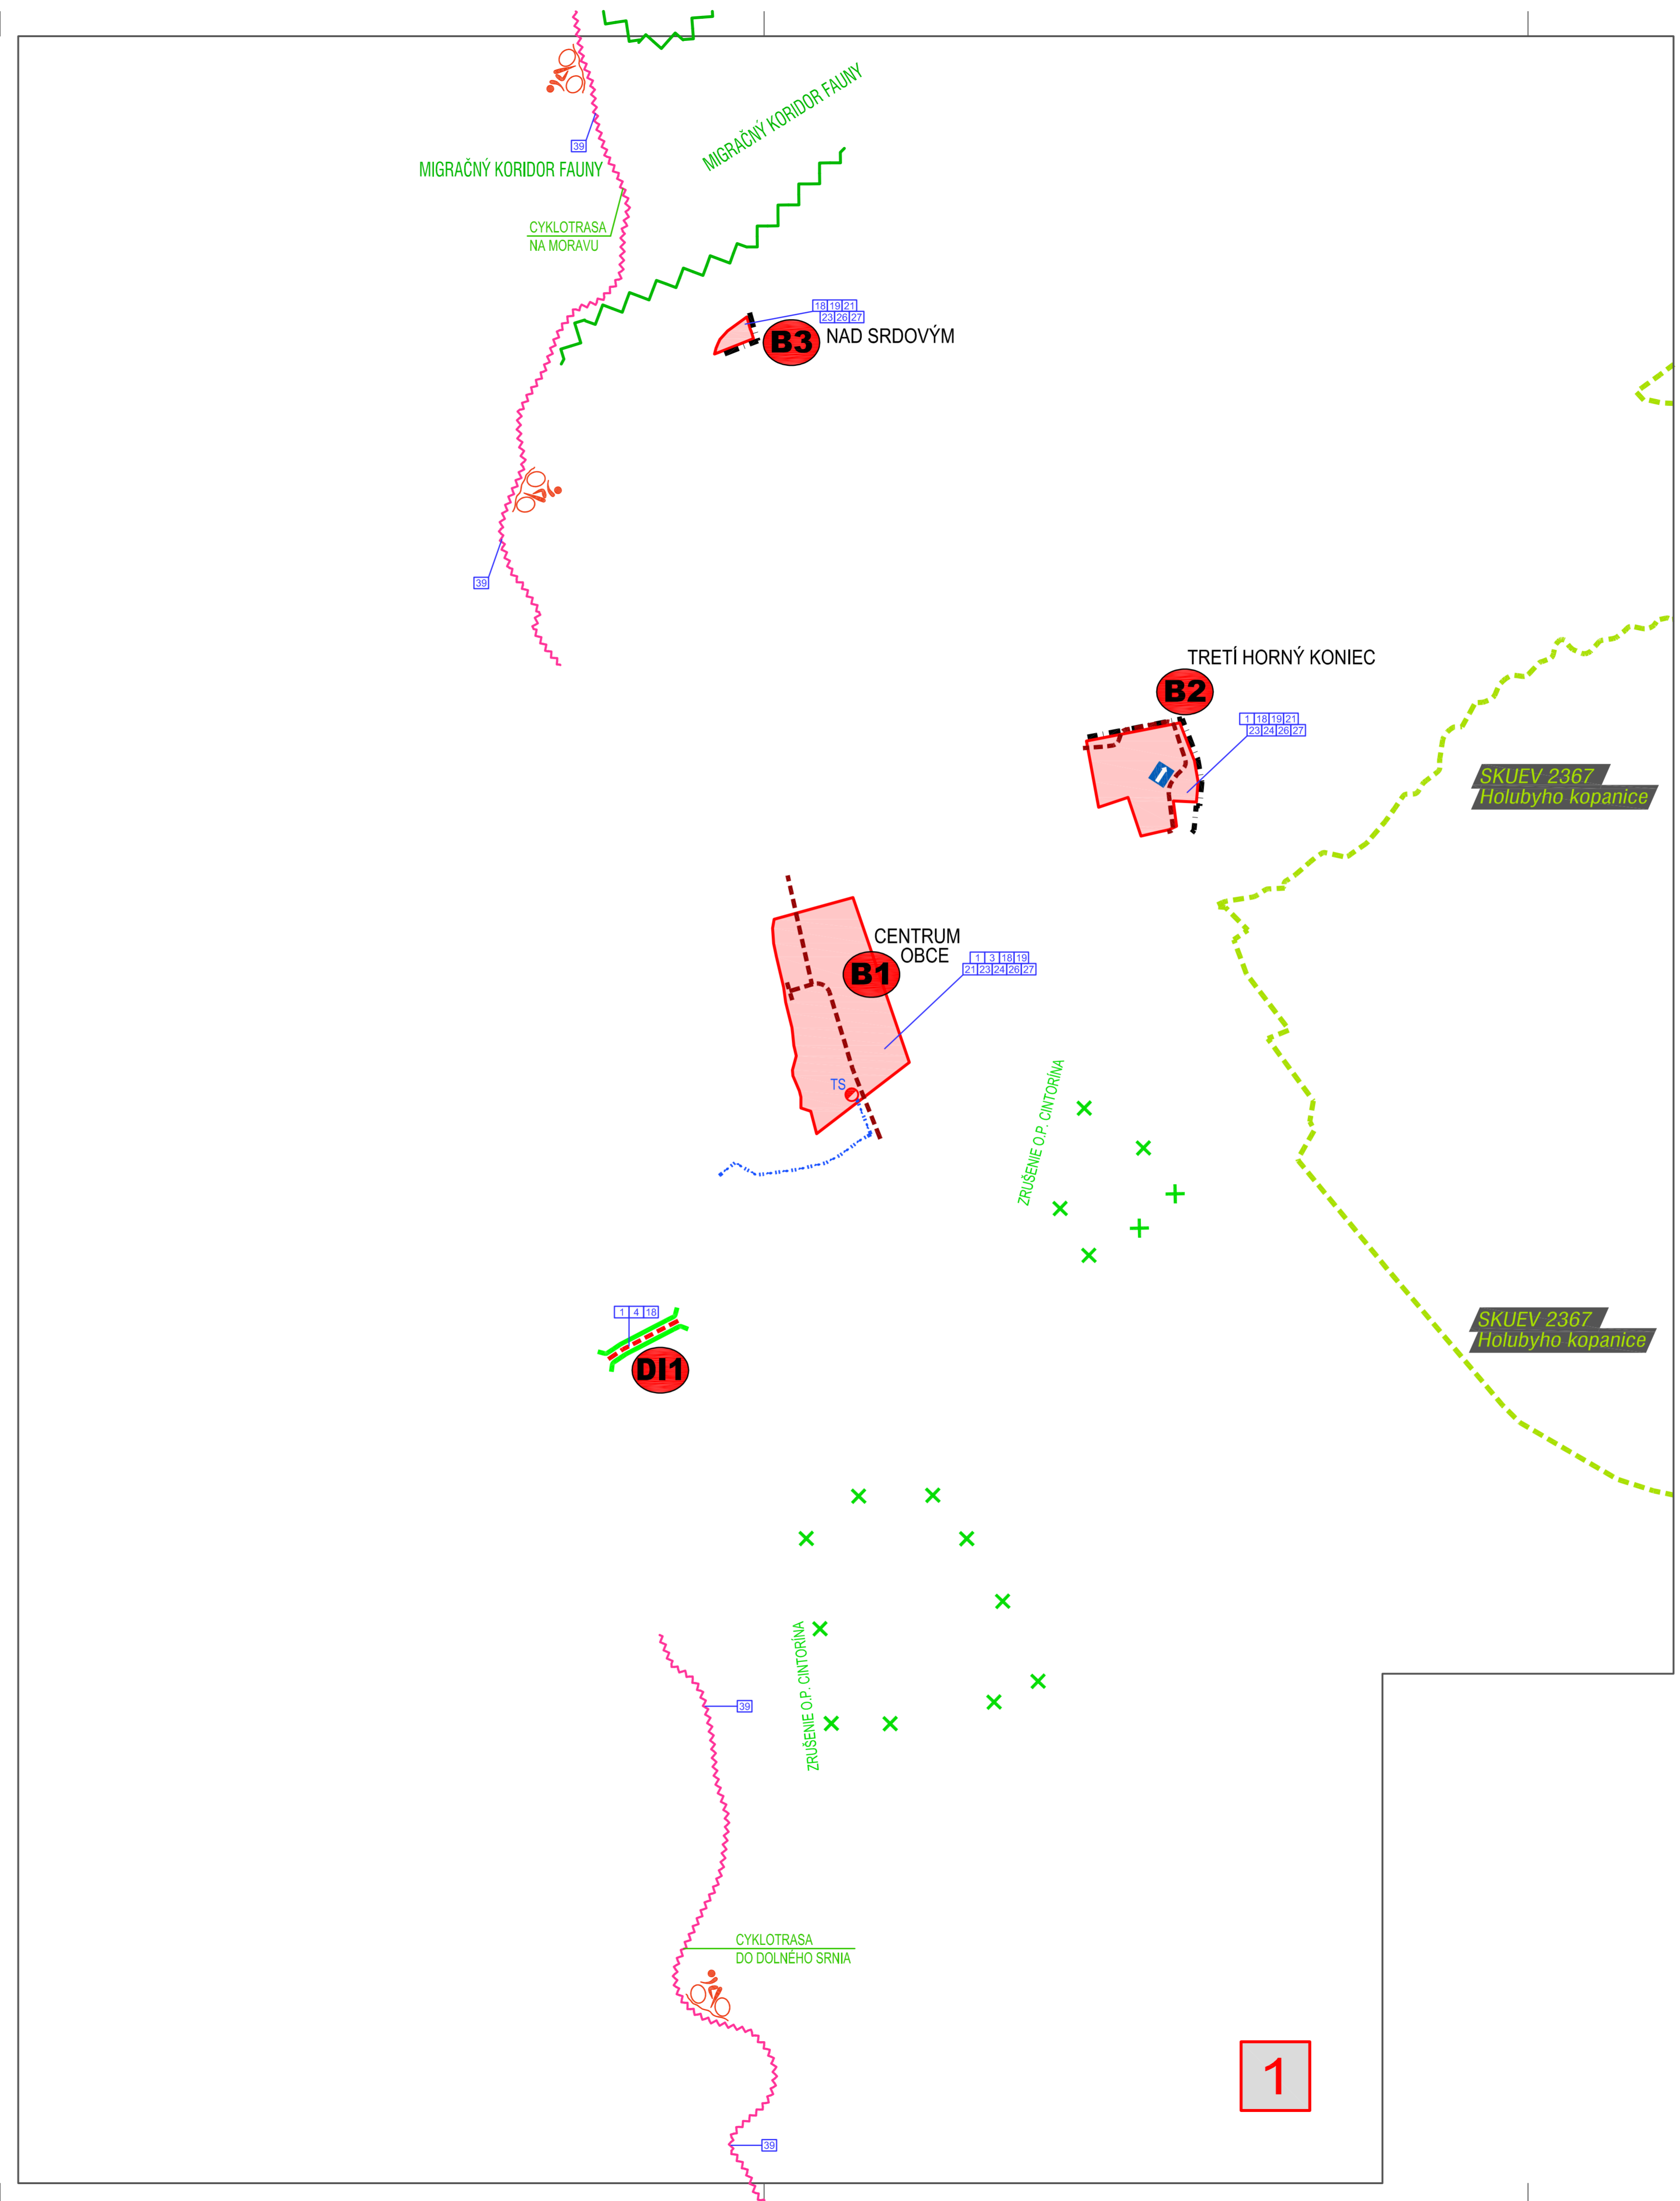 MIGRAČNÝ KORIDOR FAUNY
39
MIGRAČNÝ KORIDOR FAUNY
CYKLOTRASA
NA MORAVU
18 19 21
23 26 27
B3
NAD SRDOVÝM
39
TRETÍ HORNÝ KONIEC
B2
1 18 19 21
23 24 26 27
SKUEV 2367
Holubyho kopanice
CENTRUM
OBCE
B1
1 3 18 19
21 23 24 26 27
TS
ZRUŠENIE O.P. CINTORÍNA
1 4 18
DI1
SKUEV 2367
Holubyho kopanice
ZRUŠENIE O.P. CINTORÍNA
39
CYKLOTRASA
DO DOLNÉHO SRNIA
1
39